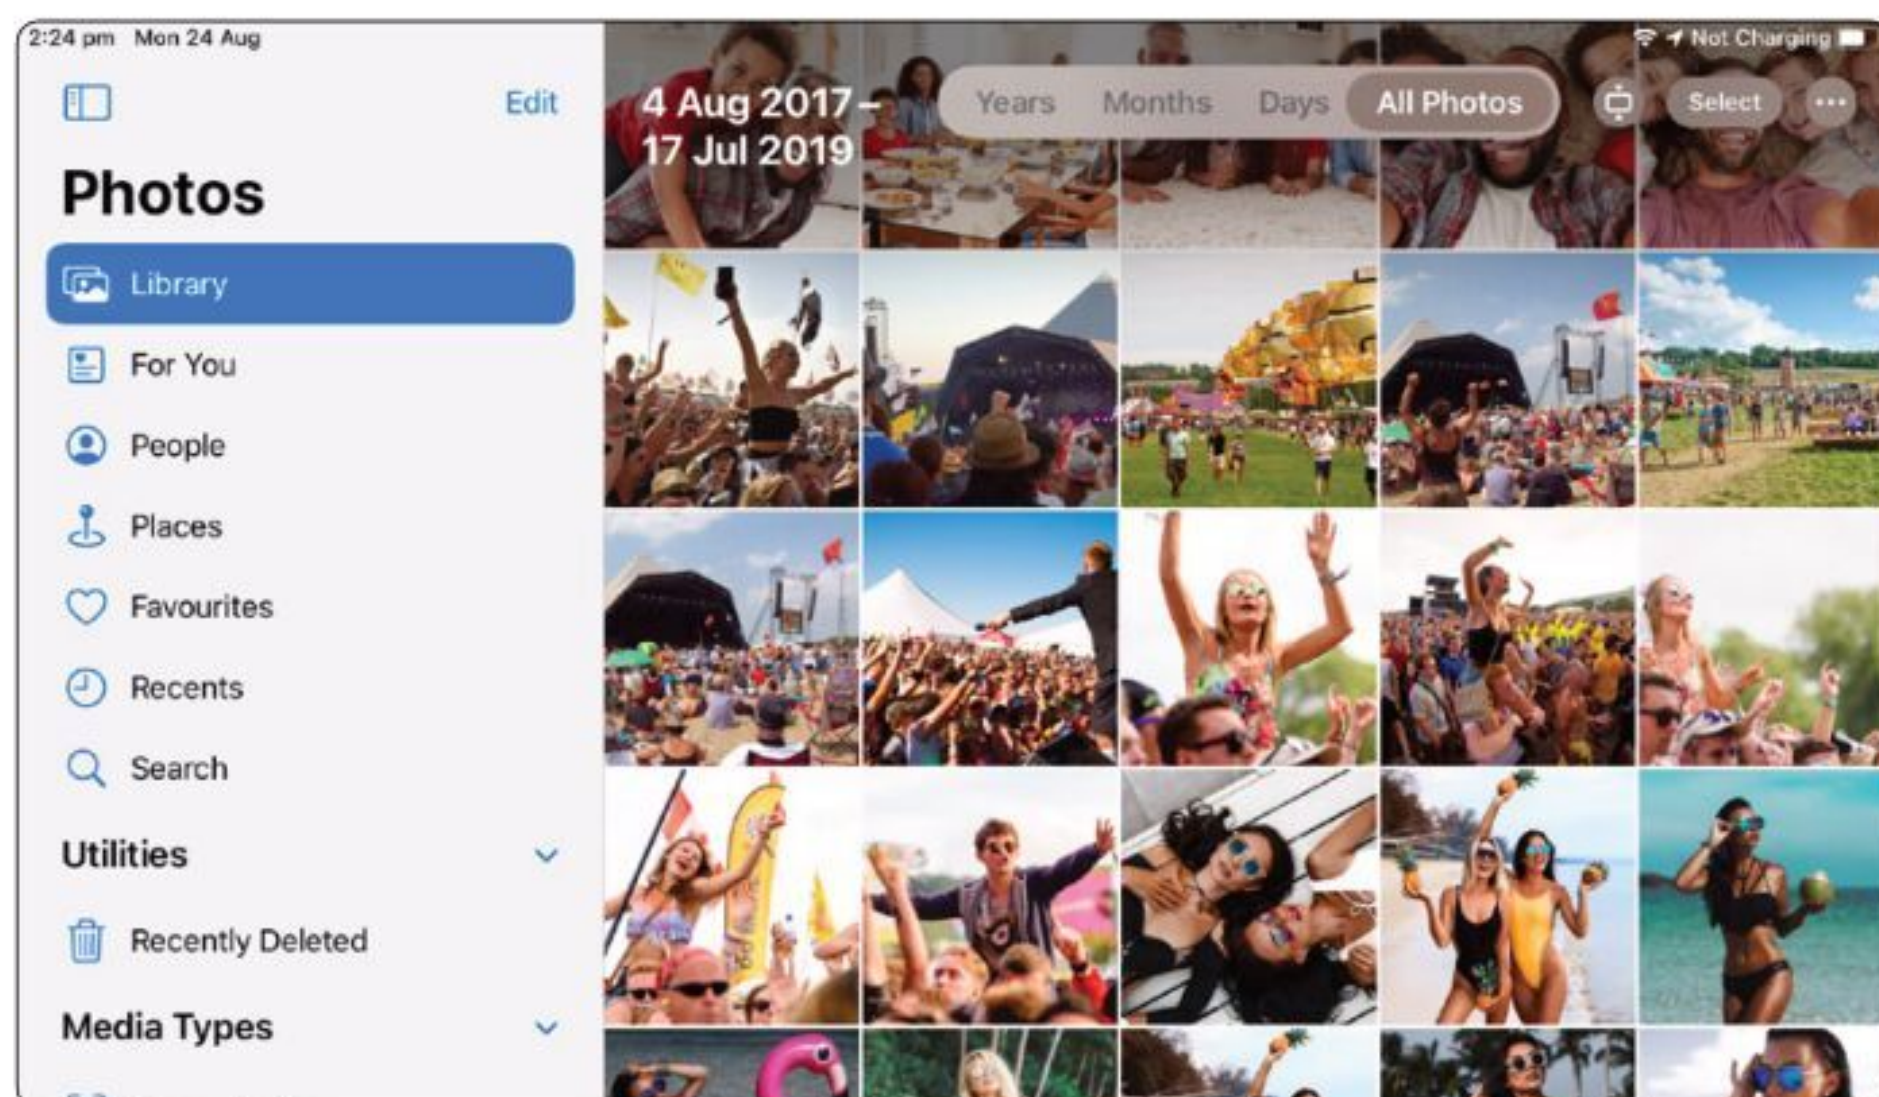 2:24 pm Mon 24 Aug
Not Charging
Edit
Photos
Library
For You
People
Places
Favourites
Recents
Search
Utilities
Recently Deleted
Media Types
4 Aug 2017–
17 Jul 2019
Years Months Days All Photos
Select